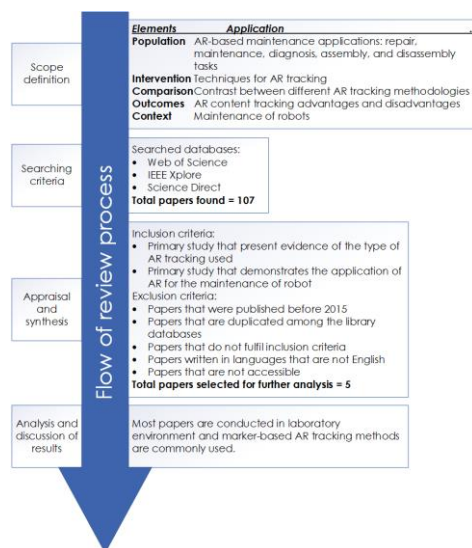 Flow of review process
Scope
definition
Elements Application .
Population AR-based maintenance applications: repair,
maintenance, diagnosis, assembly, and disassembly
tasks
Intervention Techniques for AR tracking
Comparison Contrast between different AR tracking methodologies
Outcomes AR content tracking advantages and disadvantages
Context Maintenance of robots
Searching
criteria
Searched databases:
• Web of Science
• IEEE Xplore
• Science Direct
Total papers found = 107
Appraisal
and
synthesis
Inclusion criteria:
• Primary study that present evidence of the type of
AR tracking used
• Primary study that demonstrates the application of
AR for the maintenance of robot
Exclusion criteria:
• Papers that were published before 2015
• Papers that are duplicated among the library
databases
• Papers that do not fulfil inclusion criteria
• Papers written in languages that are not English
• Papers that are not accessible
Total papers selected for further analysis = 5
Analysis and
discussion of
results
Most papers are conducted in laboratory
environment and marker-based AR tracking methods
are commonly used.